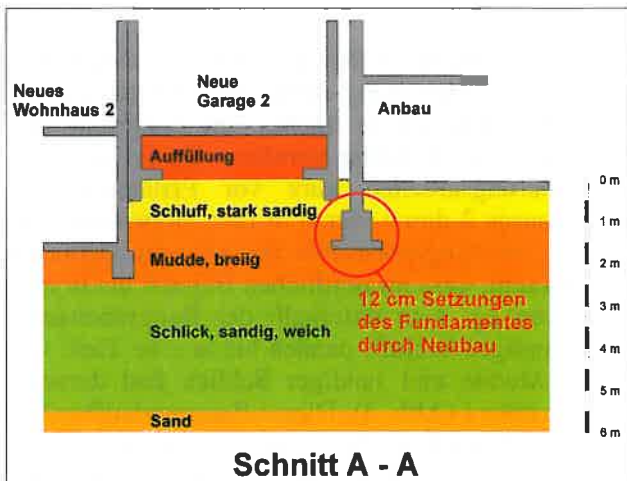 Neues
Wohnhaus 2
Neue
Garage 2
Anbau
Auffüllung
0 m
Schluff, stark sandig
1 m
Mudde, breiig
2 m
12 cm Setzungen
des Fundamentes
durch Neubau
3 m
Schlick, sandig, weich
4 m
5 m
Sand
6 m
Schnitt A - A